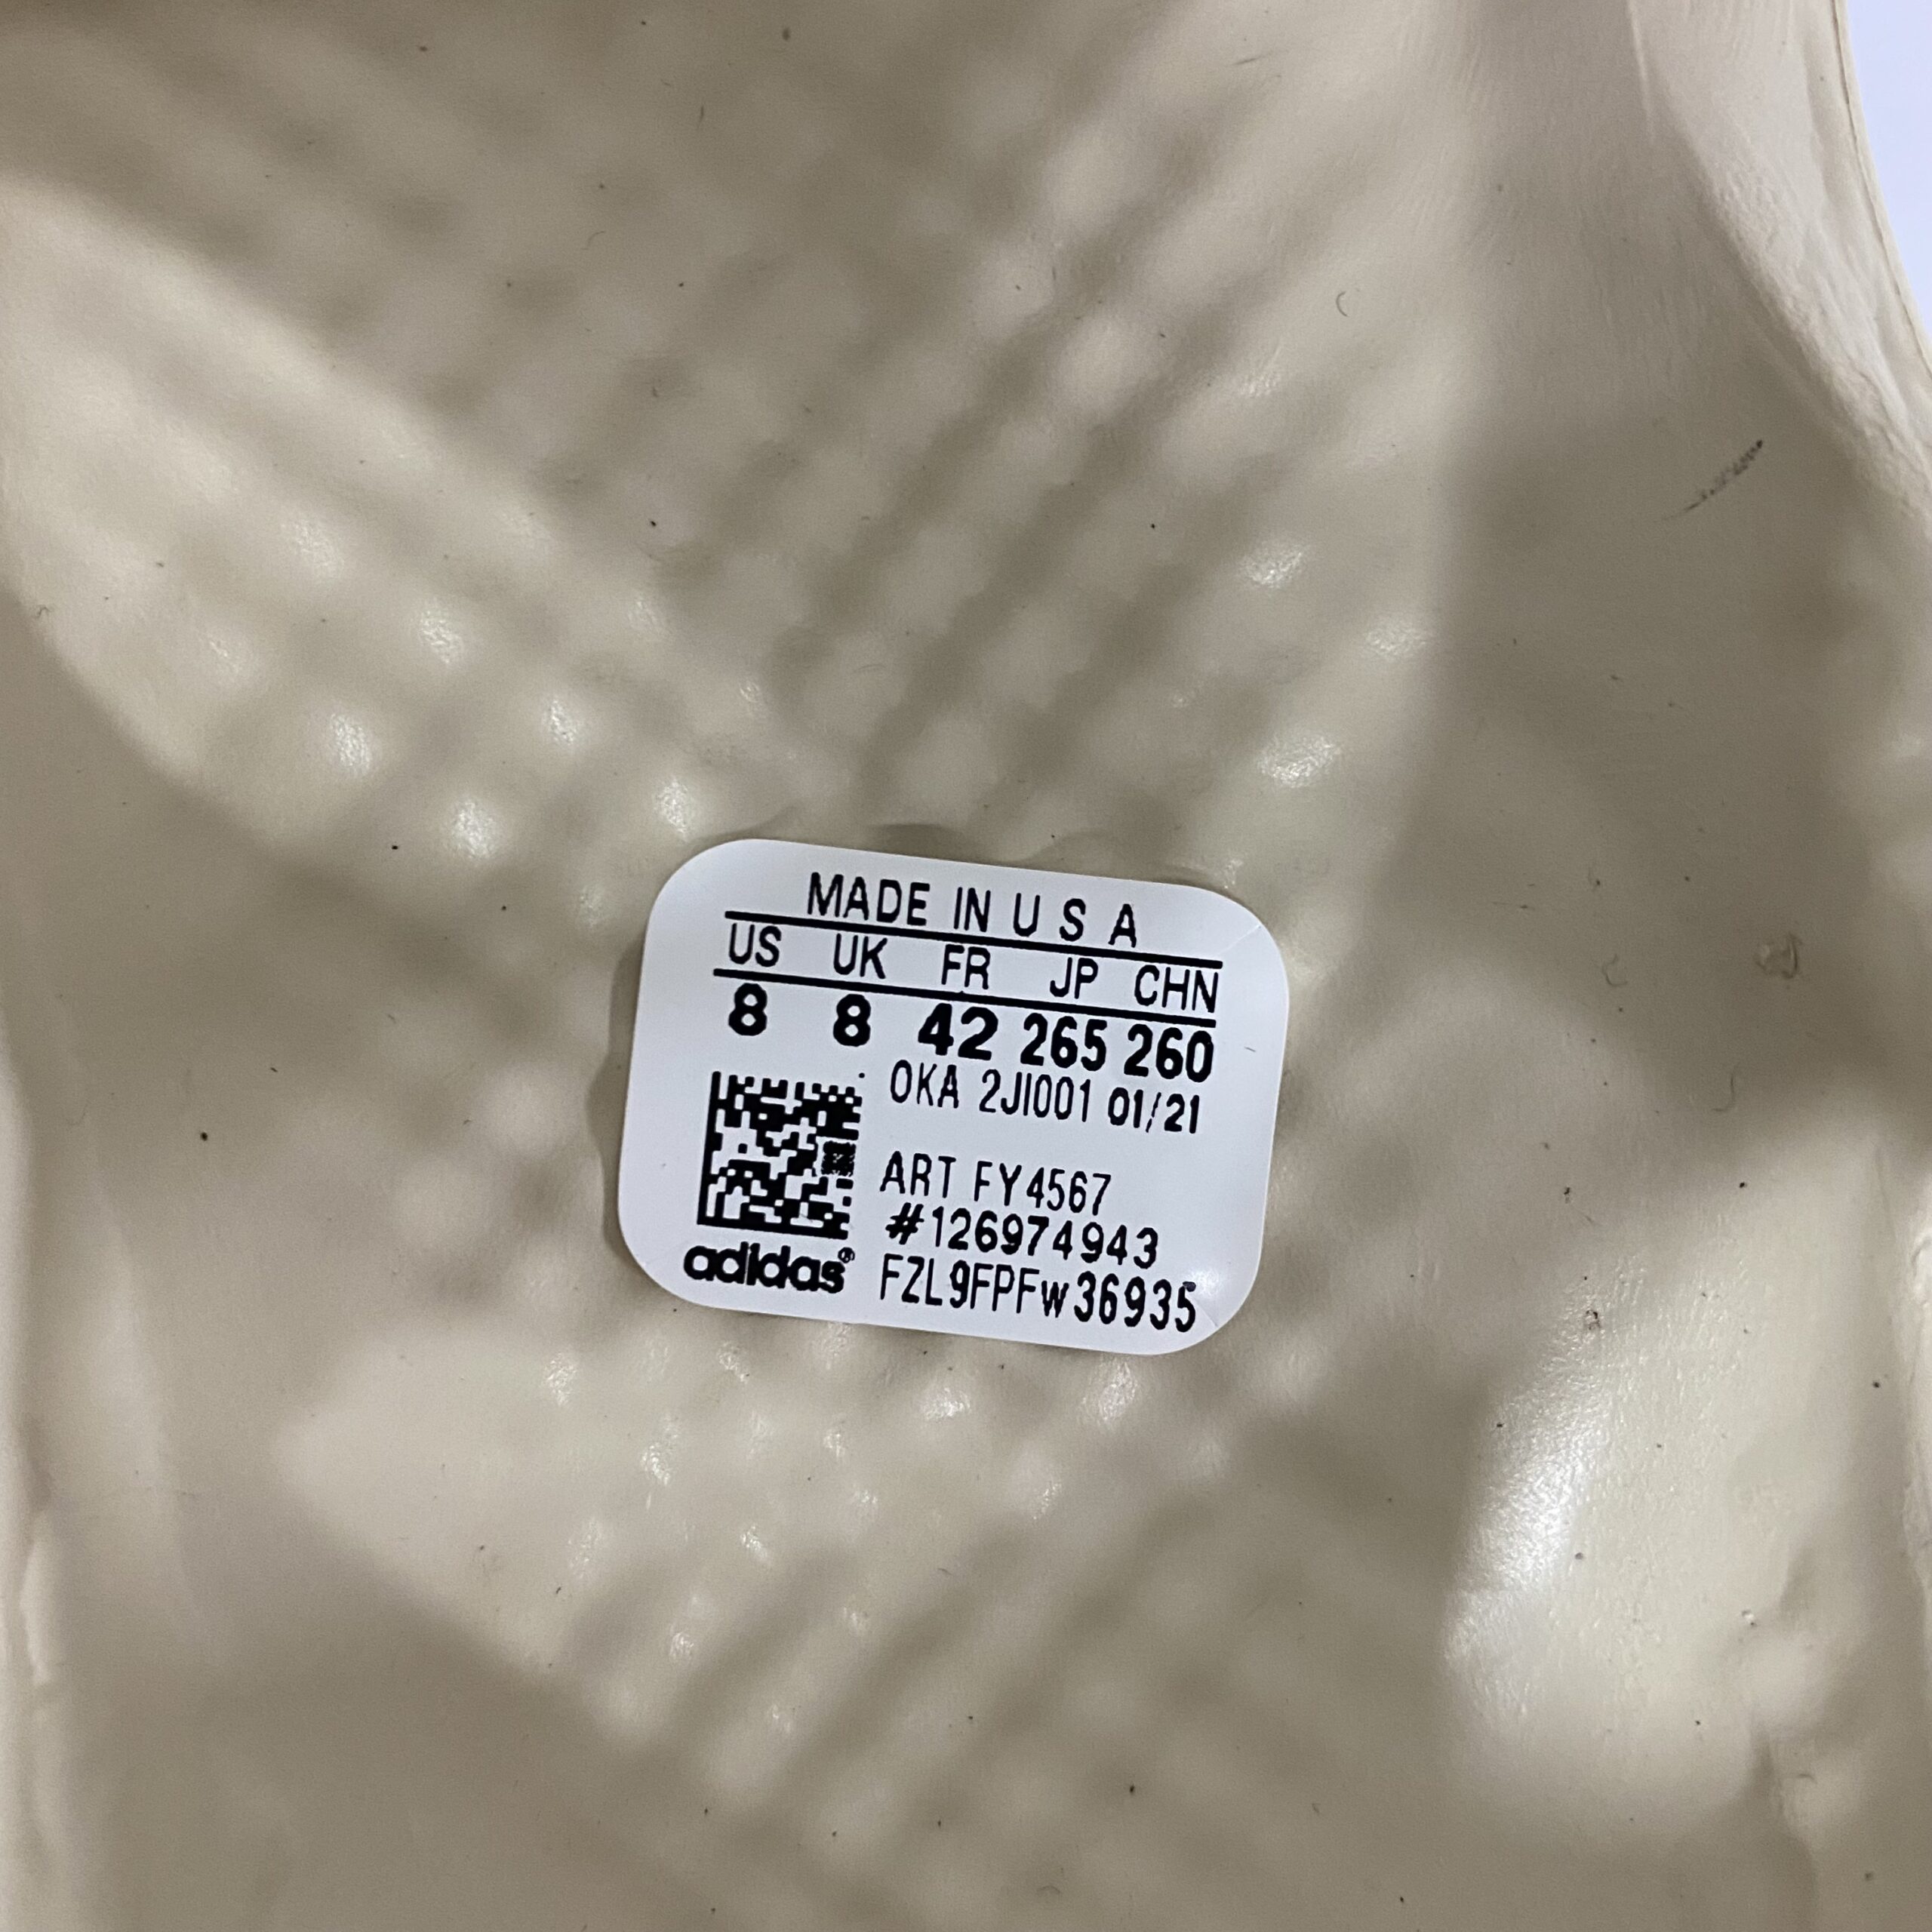 MADE IN U S A
US UK FR JP CHN
8 8 42 265 260
OKA 2JI001 01/21
ART FY4567
#126974943
adidas® FZL9FPFw36935